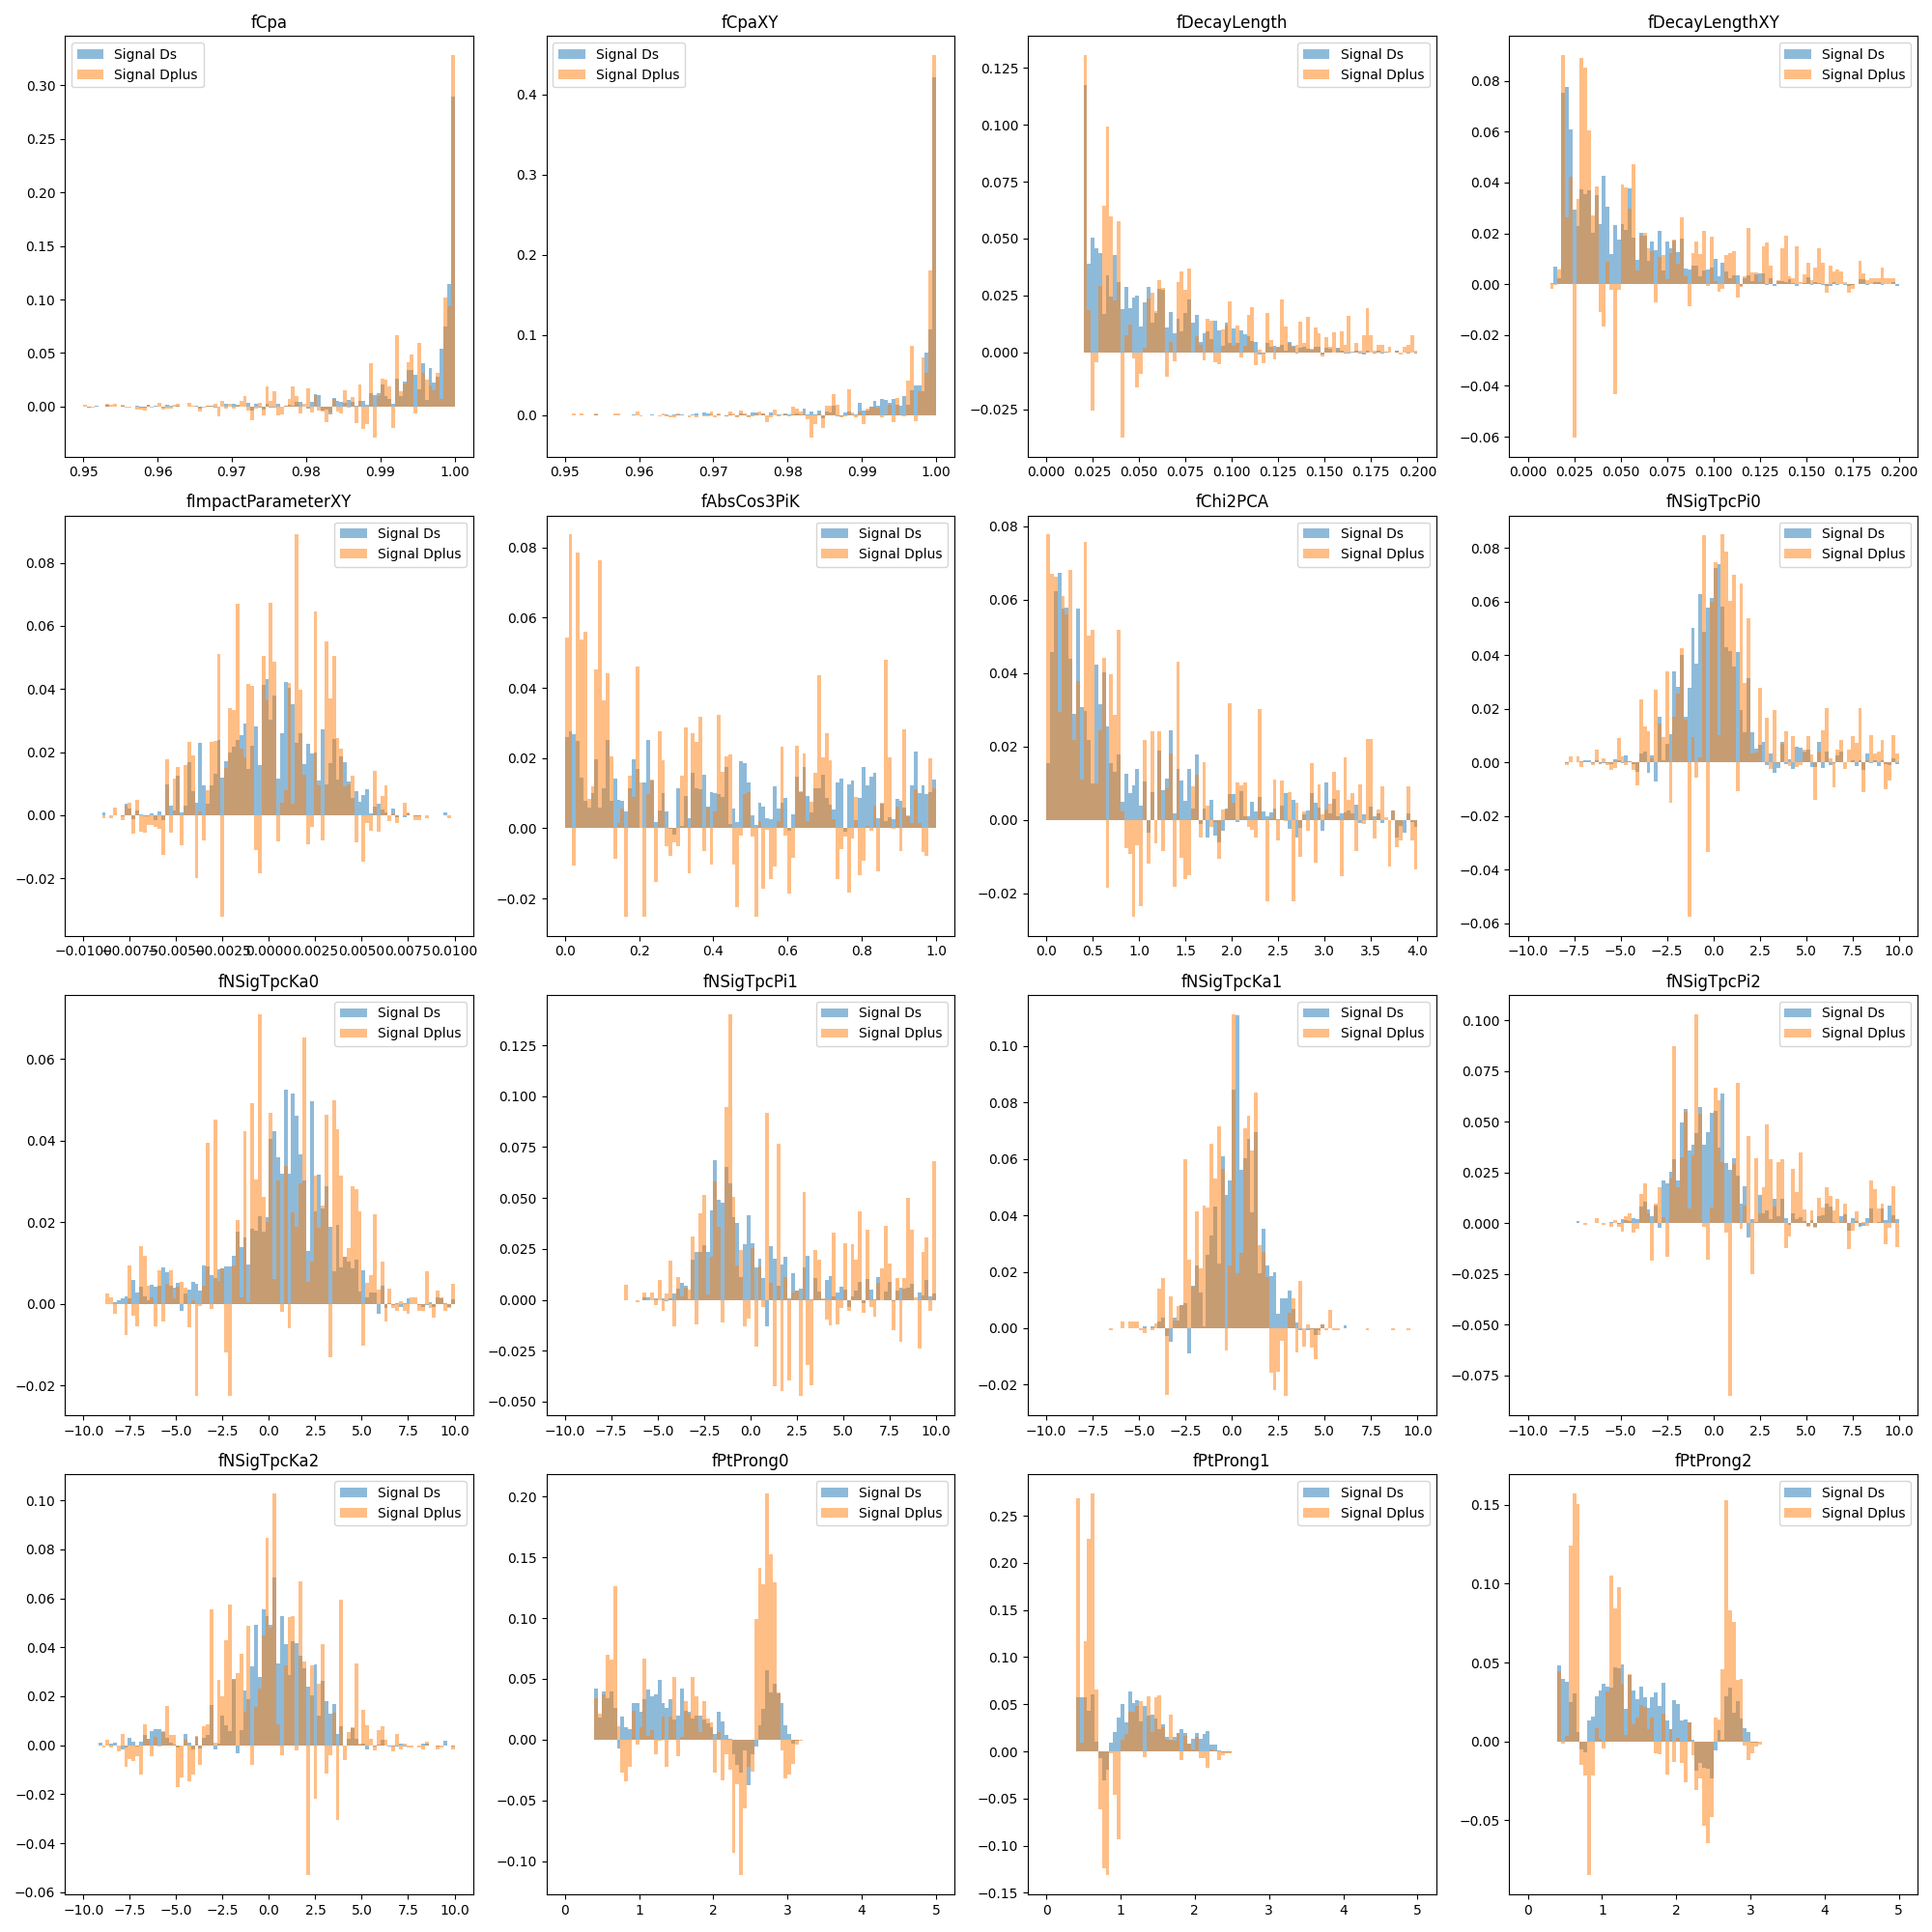 fCpa
Signal Ds
Signal Dplus
0.30
0.25
0.20
0.15
0.10
0.05
0.00
0.95 0.96 0.97 0.98 0.99 1.00
fCpaXY
Signal Ds
Signal Dplus
0.4
0.3
0.2
0.1
0.0
0.95 0.96 0.97 0.98 0.99 1.00
fDecayLength
Signal Ds
Signal Dplus
0.125
0.100
0.075
0.050
0.025
0.000
−0.025
0.000 0.025 0.050 0.075 0.100 0.125 0.150 0.175 0.200
fDecayLengthXY
Signal Ds
Signal Dplus
0.08
0.06
0.04
0.02
0.00
−0.02
−0.04
−0.06
0.000 0.025 0.050 0.075 0.100 0.125 0.150 0.175 0.200
fImpactParameterXY
Signal Ds
Signal Dplus
0.08
0.06
0.04
0.02
0.00
−0.02
−0.0100 −0.0075 −0.0050 −0.0025 0.0000 0.0025 0.0050 0.0075 0.0100
fAbsCos3PiK
Signal Ds
Signal Dplus
0.08
0.06
0.04
0.02
0.00
−0.02
0.0 0.2 0.4 0.6 0.8 1.0
fChi2PCA
Signal Ds
Signal Dplus
0.08
0.06
0.04
0.02
0.00
−0.02
0.0 0.5 1.0 1.5 2.0 2.5 3.0 3.5 4.0
fNSigTpcPi0
Signal Ds
Signal Dplus
0.08
0.06
0.04
0.02
0.00
−0.02
−0.04
−0.06
−10.0 −7.5 −5.0 −2.5 0.0 2.5 5.0 7.5 10.0
fNSigTpcKa0
Signal Ds
Signal Dplus
0.06
0.04
0.02
0.00
−0.02
−10.0 −7.5 −5.0 −2.5 0.0 2.5 5.0 7.5 10.0
fNSigTpcPi1
Signal Ds
Signal Dplus
0.125
0.100
0.075
0.050
0.025
0.000
−0.025
−0.050
−10.0 −7.5 −5.0 −2.5 0.0 2.5 5.0 7.5 10.0
fNSigTpcKa1
Signal Ds
Signal Dplus
0.10
0.08
0.06
0.04
0.02
0.00
−0.02
−10.0 −7.5 −5.0 −2.5 0.0 2.5 5.0 7.5 10.0
fNSigTpcPi2
Signal Ds
Signal Dplus
0.100
0.075
0.050
0.025
0.000
−0.025
−0.050
−0.075
−10.0 −7.5 −5.0 −2.5 0.0 2.5 5.0 7.5 10.0
fNSigTpcKa2
Signal Ds
Signal Dplus
0.10
0.08
0.06
0.04
0.02
0.00
−0.02
−0.04
−0.06
−10.0 −7.5 −5.0 −2.5 0.0 2.5 5.0 7.5 10.0
fPtProng0
Signal Ds
Signal Dplus
0.20
0.15
0.10
0.05
0.00
−0.05
−0.10
0 1 2 3 4 5
fPtProng1
Signal Ds
Signal Dplus
0.25
0.20
0.15
0.10
0.05
0.00
−0.05
−0.10
−0.15
0 1 2 3 4 5
fPtProng2
Signal Ds
Signal Dplus
0.15
0.10
0.05
0.00
−0.05
0 1 2 3 4 5